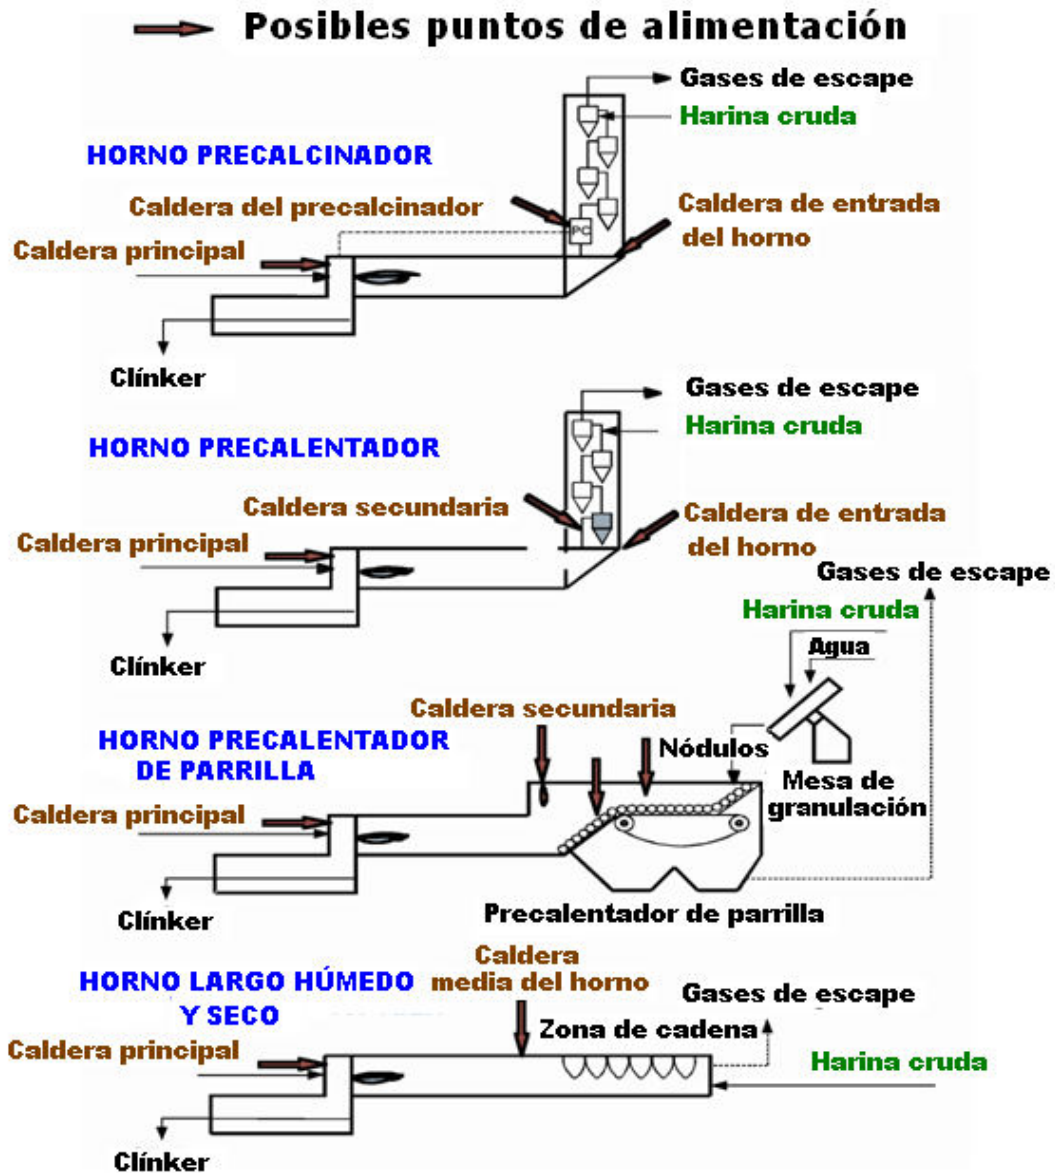 Posibles puntos de alimentación
Gases de escape
Harina cruda
HORNO PRECALCINADOR
Caldera del precalcinador
Caldera de entrada
del horno
PC
Caldera principal
Clínker
Gases de escape
Harina cruda
HORNO PRECALENTADOR
Caldera secundaria
Caldera de entrada
del horno
Caldera principal
Clínker
Gases de escape
Harina cruda
Agua
Caldera secundaria
HORNO PRECALENTADOR
DE PARRILLA
Nódulos
Mesa de
granulación
Caldera principal
Clínker
Precalentador de parrilla
Caldera
media del horno
HORNO LARGO HÚMEDO
Y SECO
Gases de escape
Zona de cadena
Caldera principal
Harina cruda
Clínker